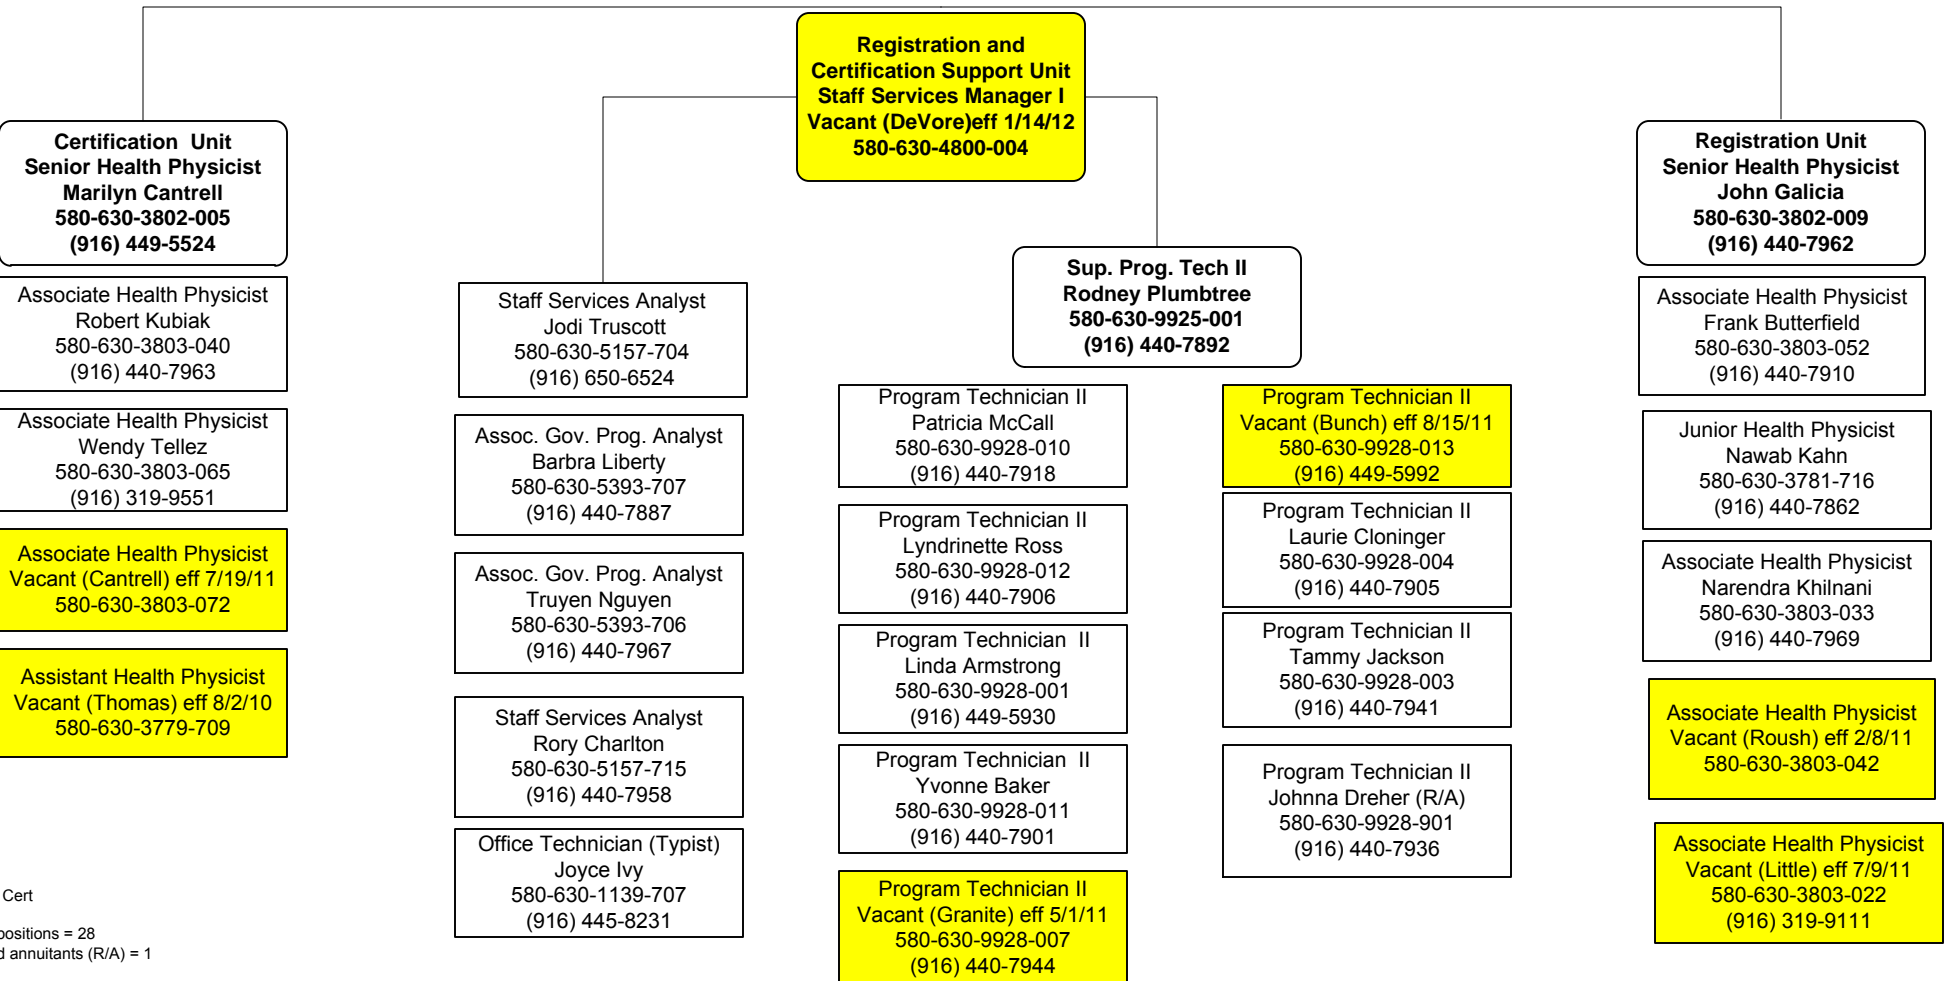 Registration and
Certification Support Unit
Staff Services Manager I
Vacant (DeVore)eff 1/14/12
580-630-4800-004
Certification Unit
Senior Health Physicist
Marilyn Cantrell
580-630-3802-005
(916) 449-5524
Associate Health Physicist
Robert Kubiak
580-630-3803-040
(916) 440-7963
Associate Health Physicist
Wendy Tellez
580-630-3803-065
(916) 319-9551
Associate Health Physicist
Vacant (Cantrell) eff 7/19/11
580-630-3803-072
Assistant Health Physicist
Vacant (Thomas) eff 8/2/10
580-630-3779-709
Staff Services Analyst
Jodi Truscott
580-630-5157-704
(916) 650-6524
Assoc. Gov. Prog. Analyst
Barbra Liberty
580-630-5393-707
(916) 440-7887
Assoc. Gov. Prog. Analyst
Truyen Nguyen
580-630-5393-706
(916) 440-7967
Staff Services Analyst
Rory Charlton
580-630-5157-715
(916) 440-7958
Office Technician (Typist)
Joyce Ivy
580-630-1139-707
(916) 445-8231
Sup. Prog. Tech II
Rodney Plumbtree
580-630-9925-001
(916) 440-7892
Program Technician II
Patricia McCall
580-630-9928-010
(916) 440-7918
Program Technician II
Lyndrinette Ross
580-630-9928-012
(916) 440-7906
Program Technician II
Linda Armstrong
580-630-9928-001
(916) 449-5930
Program Technician II
Yvonne Baker
580-630-9928-011
(916) 440-7901
Program Technician II
Vacant (Granite) eff 5/1/11
580-630-9928-007
(916) 440-7944
Program Technician II
Vacant (Bunch) eff 8/15/11
580-630-9928-013
(916) 449-5992
Program Technician II
Laurie Cloninger
580-630-9928-004
(916) 440-7905
Program Technician II
Tammy Jackson
580-630-9928-003
(916) 440-7941
Program Technician II
Johnna Dreher (R/A)
580-630-9928-901
(916) 440-7936
Registration Unit
Senior Health Physicist
John Galicia
580-630-3802-009
(916) 440-7962
Associate Health Physicist
Frank Butterfield
580-630-3803-052
(916) 440-7910
Junior Health Physicist
Nawab Kahn
580-630-3781-716
(916) 440-7862
Associate Health Physicist
Narendra Khilnani
580-630-3803-033
(916) 440-7969
Associate Health Physicist
Vacant (Roush) eff 2/8/11
580-630-3803-042
Associate Health Physicist
Vacant (Little) eff 7/9/11
580-630-3803-022
(916) 319-9111
Cert
positions = 28
d annuitants (R/A) = 1